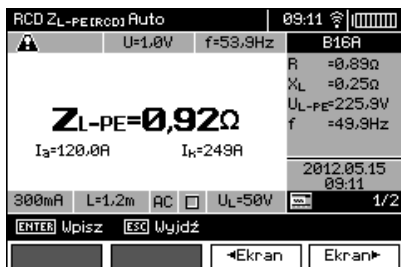 RCD ZL-PE[RCD] Auto 09:11
U=1,0V f=53,9Hz B16A
R =0,89Ω
XL =0,25Ω
UL-PE=225,9V
f =49,9Hz
ZL-PE=0,92Ω
Ia=120,0A Ik=249A
2012.05.15
09:11
300mA L=1,2m AC UL=50V 1/2
ENTER Wpisz ESC Wyjdź
◄Ekran Ekran►